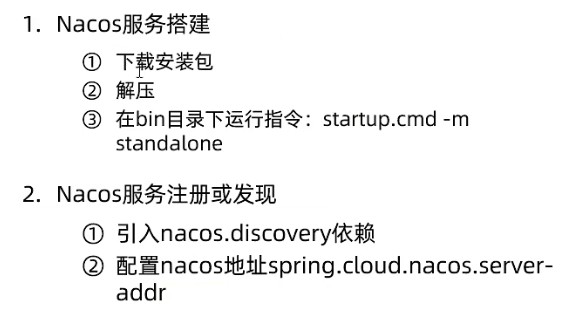 1. Nacos服务搭建
① 下载安装包
② 解压
③ 在bin目录下运行指令：startup.cmd -m
standalone
2. Nacos服务注册或发现
① 引入nacos.discovery依赖
② 配置nacos地址spring.cloud.nacos.server-
addr